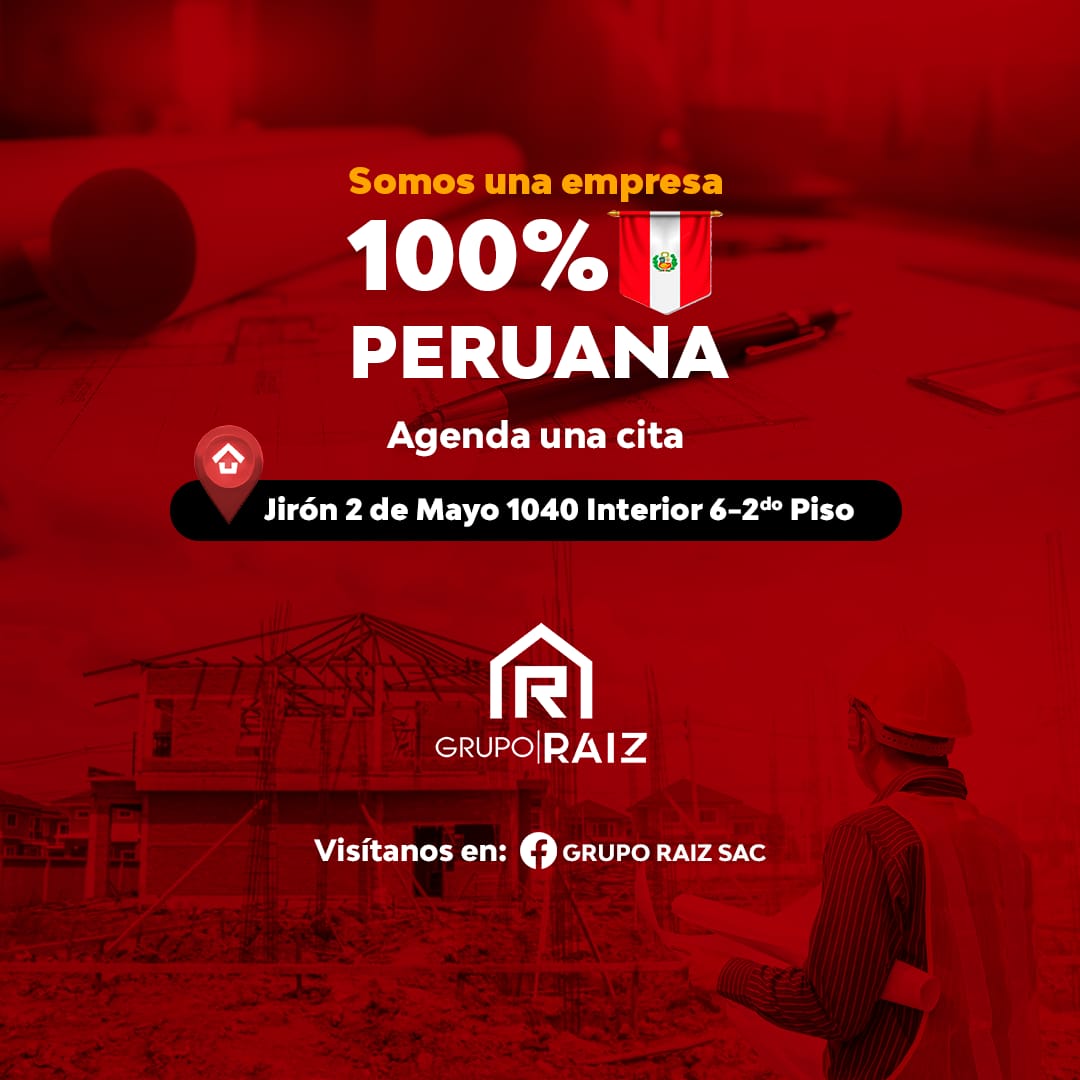 Somos una empresa
100%
PERUANA
Agenda una cita
Jirón 2 de Mayo 1040 Interior 6-2do Piso
R
GRUPO|RAIZ
Visítanos en: GRUPO RAIZ SAC